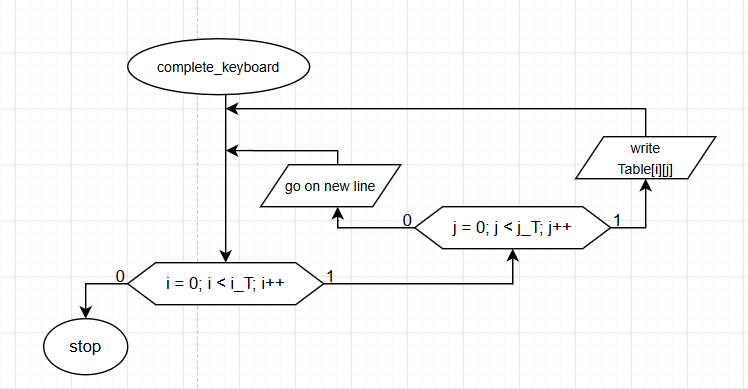 complete_keyboard
write
Table[i][j]
go on new line
0
j = 0; j < j_T; j++
1
0
i = 0; i < i_T; i++
1
stop